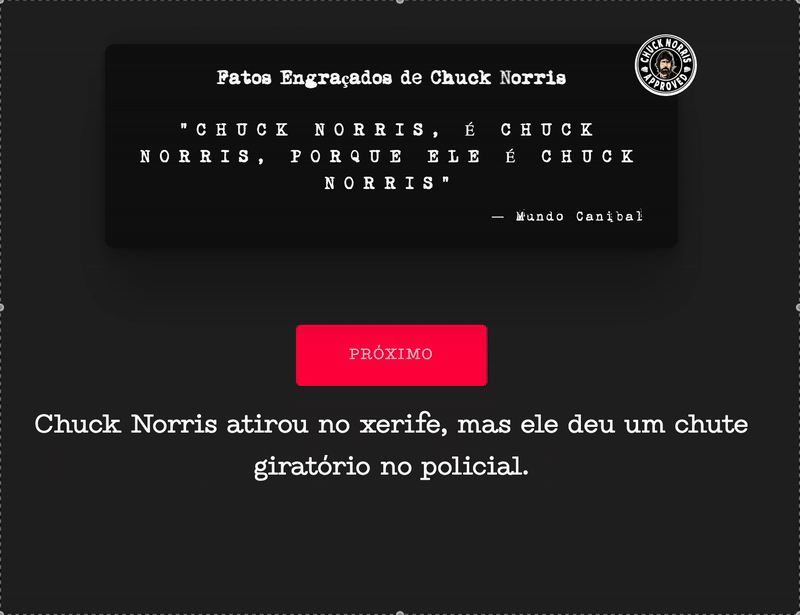 CHUCK NORRIS
APPROVED
Fatos Engraçados de Chuck Norris
"CHUCK NORRIS, É CHUCK
NORRIS, PORQUE ELE É CHUCK
NORRIS"
— Mundo Canibal
PRÓXIMO
Chuck Norris atirou no xerife, mas ele deu um chute
giratório no policial.